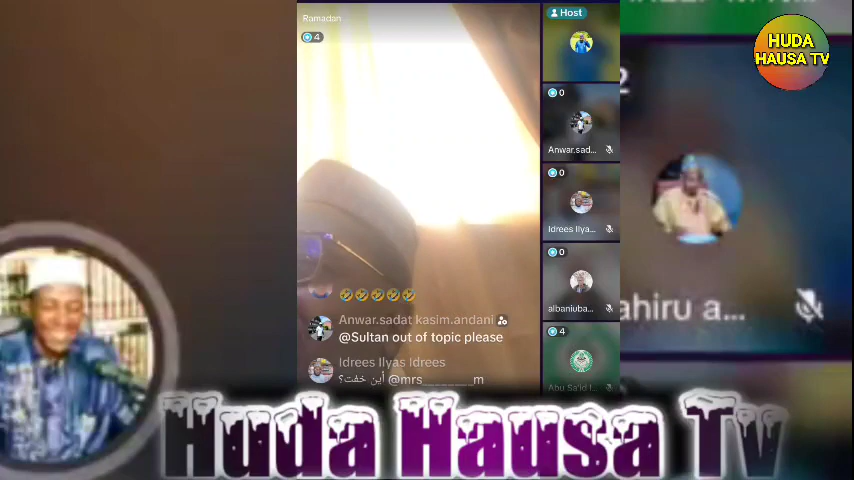 Ramadan
4
Host
HUDA
HAUSA TV
0
Anwar.sad...
0
Idrees Ilya...
0
albaniuba...
4
Abu Sa'id I...
ahiru a...
🤣🤣🤣🤣🤣
Anwar.sadat kasim.andani
@Sultan out of topic please
Idrees Ilyas Idrees
أين خفت؟ @mrs_______m
Huda Hausa Tv